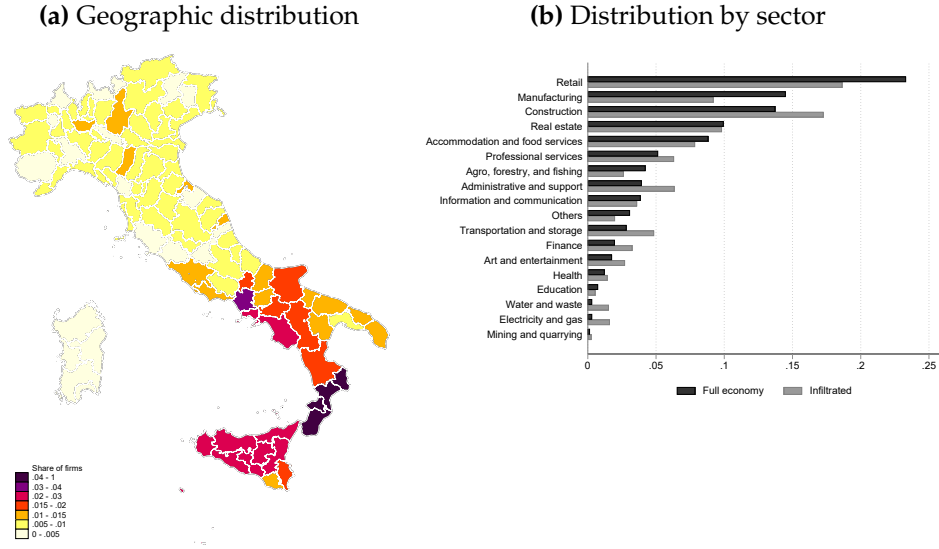 (a) Geographic distribution
Share of firms
.04 - 1
.03 - .04
.02 - .03
.015 - .02
.01 - .015
.005 - .01
0 - .005
(b) Distribution by sector
Retail
Manufacturing
Construction
Real estate
Accommodation and food services
Professional services
Agro, forestry, and fishing
Administrative and support
Information and communication
Others
Transportation and storage
Finance
Art and entertainment
Health
Education
Water and waste
Electricity and gas
Mining and quarrying
0 .05 .1 .15 .2 .25
Full economy Infiltrated